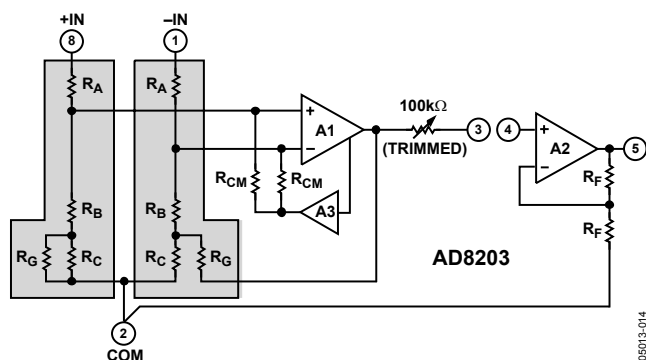 +IN
–IN
8
1
RA
RA
100kΩ
+
A1
–
(TRIMMED)
3
4
+
A2
–
5
RCM
RCM
A3
RF
RF
RB
RB
RG
RC
RC
RG
AD8203
2
COM
05013-014